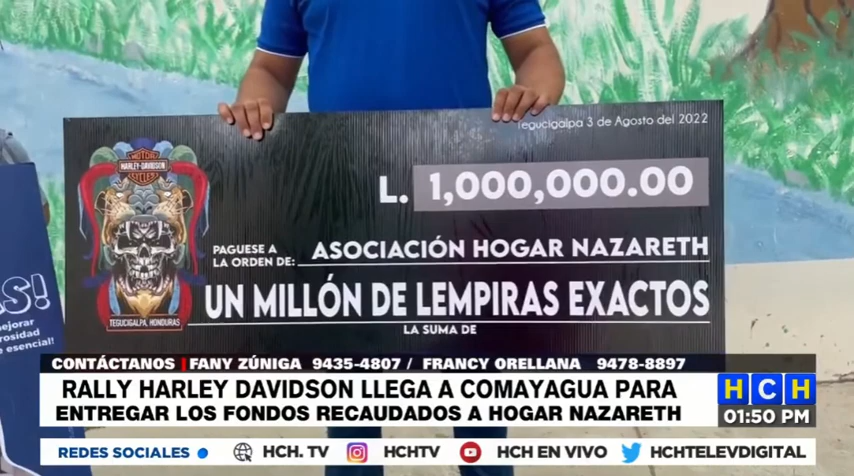 Tegucigalpa 3 de Agosto del 2022
MOTOR
HARLEY-DAVIDSON
CYCLES
L. 1,000,000.00
PAGUESE A
LA ORDEN DE: ASOCIACIÓN HOGAR NAZARETH
UN MILLÓN DE LEMPIRAS EXACTOS
LA SUMA DE
TEGUCIGALPA, HONDURAS
S!
mejorar
rosidad
e esencial!
CONTÁCTANOS | FANY ZÚNIGA 9435-4807 / FRANCY ORELLANA 9478-8897
RALLY HARLEY DAVIDSON LLEGA A COMAYAGUA PARA
ENTREGAR LOS FONDOS RECAUDADOS A HOGAR NAZARETH
HCH
01:50 PM
REDES SOCIALES HCH. TV HCHTV HCH EN VIVO HCHTELEVDIGITAL